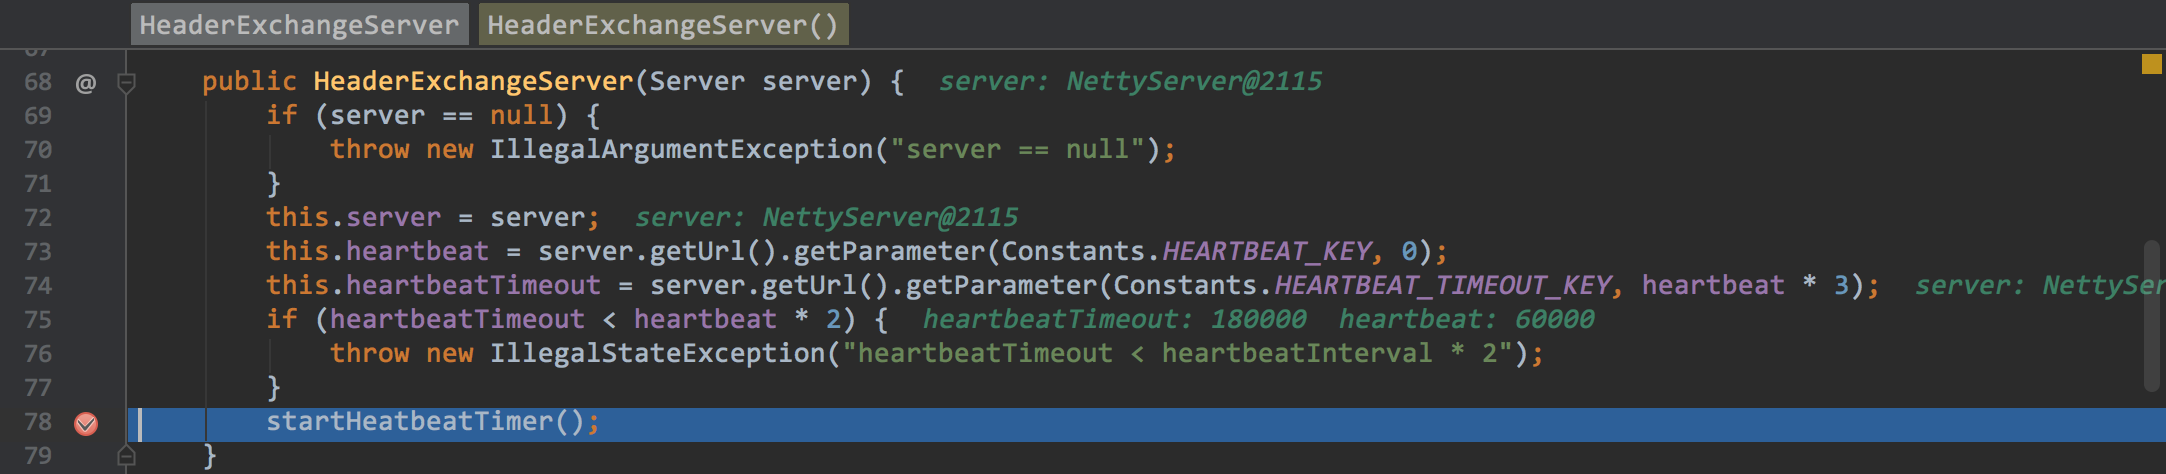 HeaderExchangeServer HeaderExchangeServer()
67
68 @ public HeaderExchangeServer(Server server) { server: NettyServer@2115
69 if (server == null) {
70 throw new IllegalArgumentException("server == null");
71 }
72 this.server = server; server: NettyServer@2115
73 this.heartbeat = server.getUrl().getParameter(Constants.HEARTBEAT_KEY, 0);
74 this.heartbeatTimeout = server.getUrl().getParameter(Constants.HEARTBEAT_TIMEOUT_KEY, heartbeat * 3); server: NettySer
75 if (heartbeatTimeout < heartbeat * 2) { heartbeatTimeout: 180000 heartbeat: 60000
76 throw new IllegalStateException("heartbeatTimeout < heartbeatInterval * 2");
77 }
78 startHeatbeatTimer();
79 }